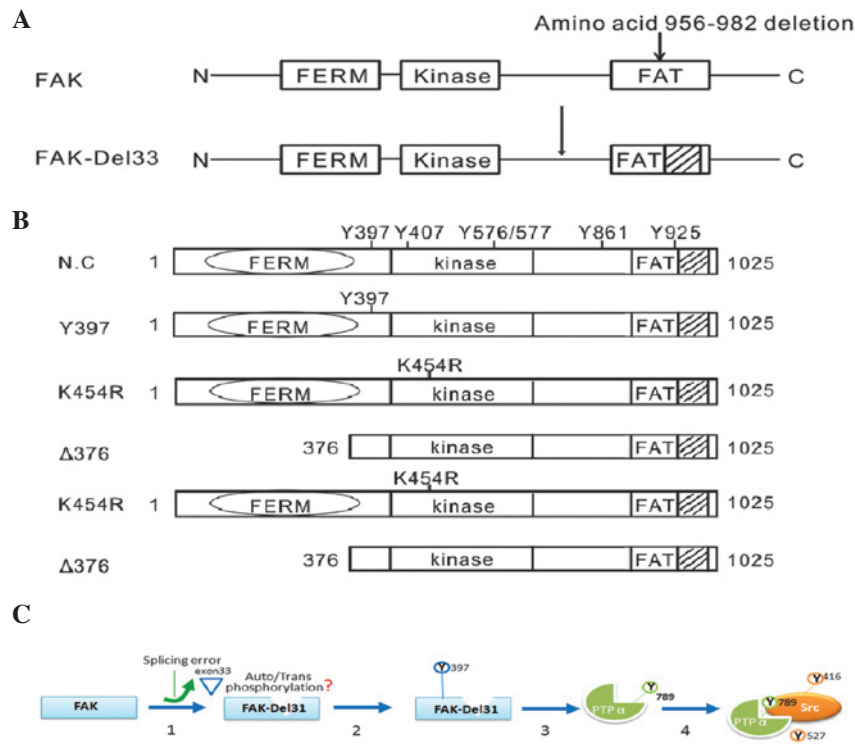 A
Amino acid 956-982 deletion
FAK N FERM Kinase FAT C
FAK-Del33 N FERM Kinase FAT C
B
Y397 Y407 Y576/577 Y861 Y925
N.C 1 FERM kinase FAT 1025
Y397
Y397 1 FERM kinase FAT 1025
K454R
K454R 1 FERM kinase FAT 1025
Δ376 376 kinase FAT 1025
K454R
K454R 1 FERM kinase FAT 1025
Δ376 376 kinase FAT 1025
C
Splicing error
exon33
Auto/Trans
phosphorylation?
Y 397
Y 789
Y 416
FAK 1 FAK-Del31 2 FAK-Del31 3 PTP α 4 PTP α Y 789 Src
Y 527